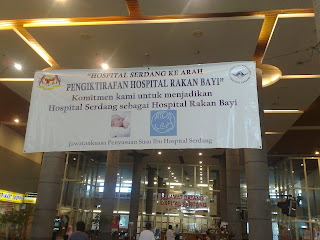 "HOSPITAL SERDANG KE ARAH
PENGIKTIRAFAN HOSPITAL RAKAN BAYI"
Komitmen kami untuk menjadikan
Hospital Serdang sebagai Hospital Rakan Bayi
Jawatankuasa Penyusuan Susu Ibu Hospital Serdang